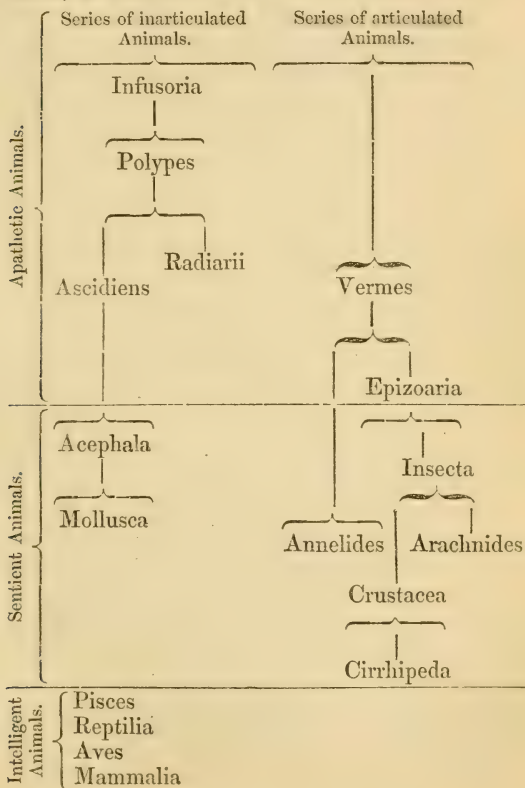 Series of inarticulated
Animals.
Series of articulated
Animals.
Apathetic Animals.
Infusoria
Polypes
Radiarii
Ascidiens
Vermes
Epizoaria
Sentient Animals.
Acephala
Insecta
Mollusca
Annelides
Arachnides
Crustacea
Cirrhipeda
Intelligent
Animals.
Pisces
Reptilia
Aves
Mammalia